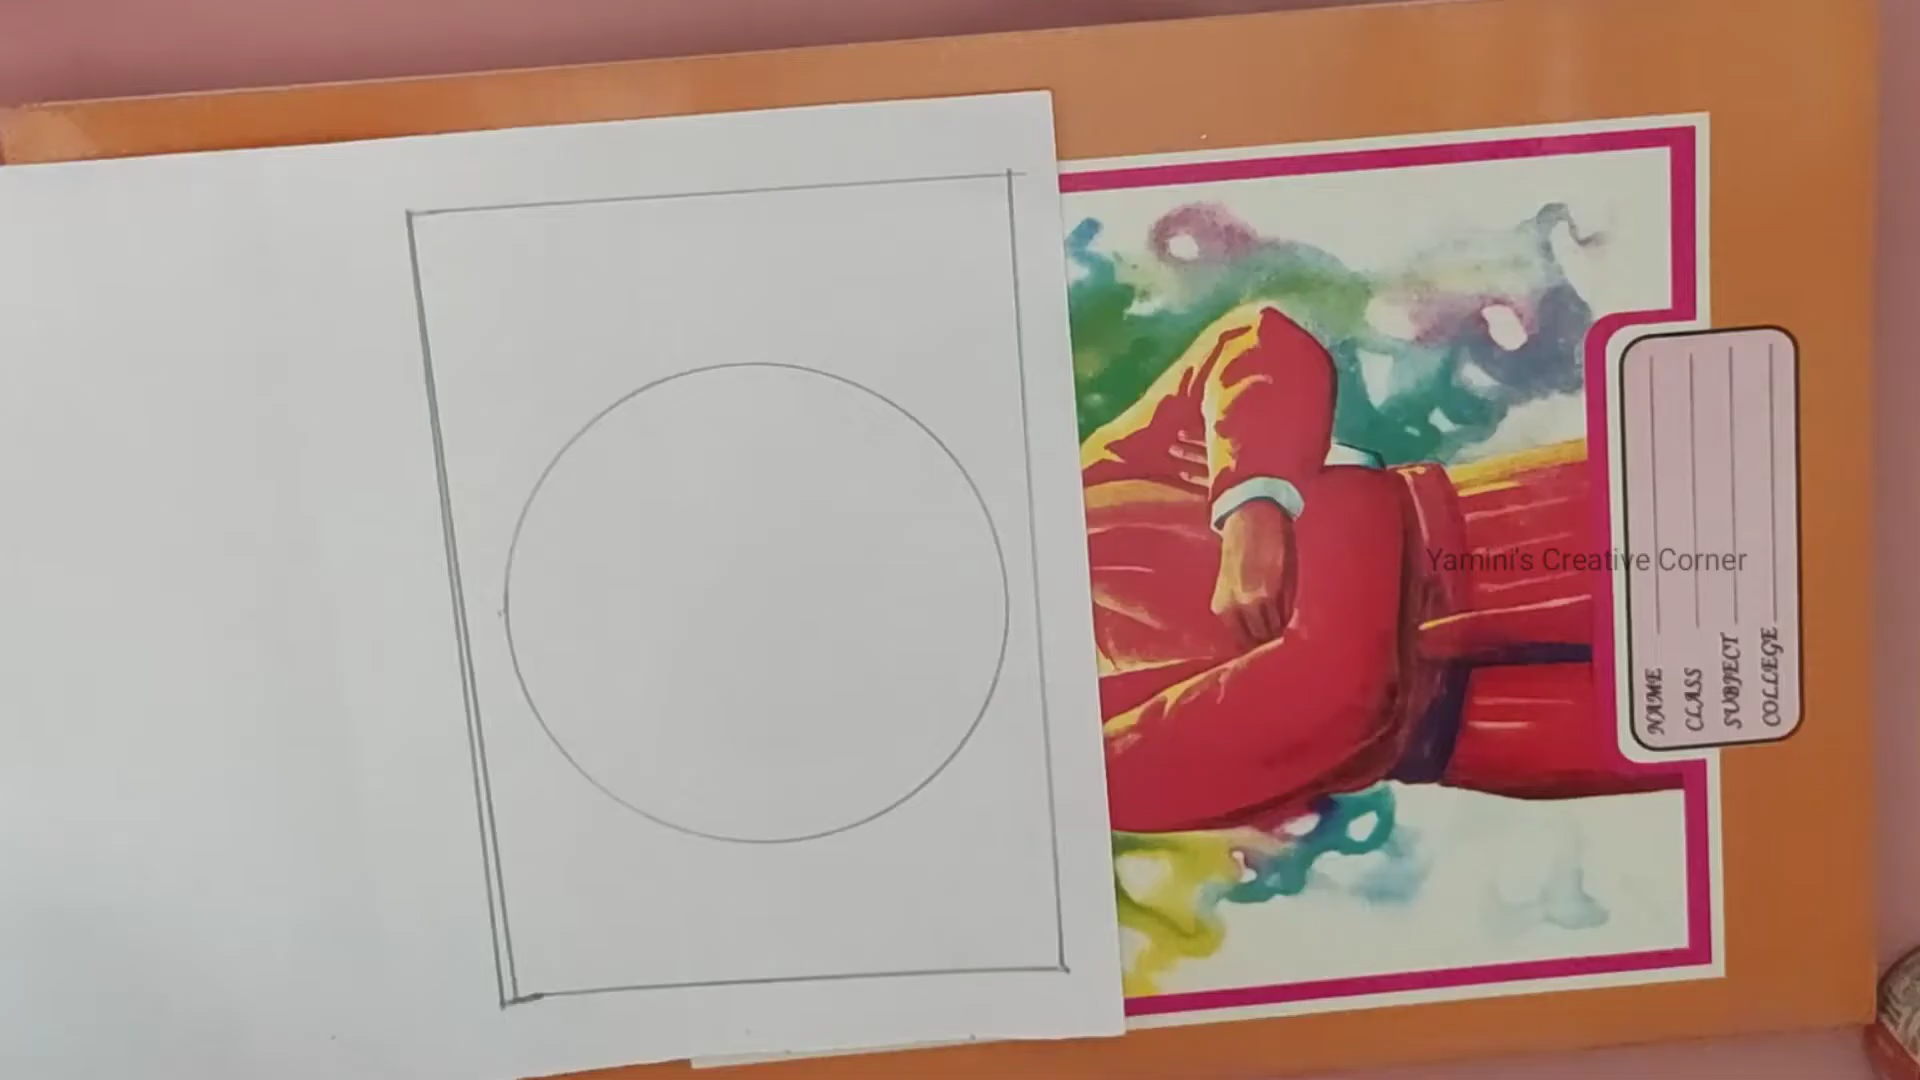 Yamini's Creative Corner
NAME
CLASS
SUBJECT
COLLEGE